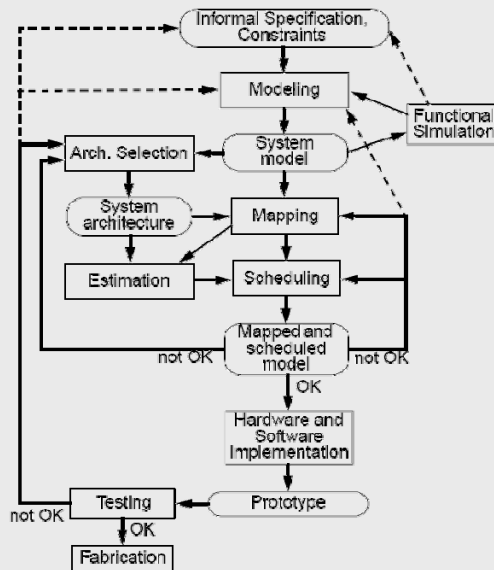 Informal Specification,
Constraints
Modeling
Functional
Simulation
Arch. Selection
System
model
System
architecture
Mapping
Estimation
Scheduling
Mapped and
scheduled
model
not OK
not OK
OK
Hardware and
Software
Implementation
Testing
Prototype
not OK
OK
Fabrication